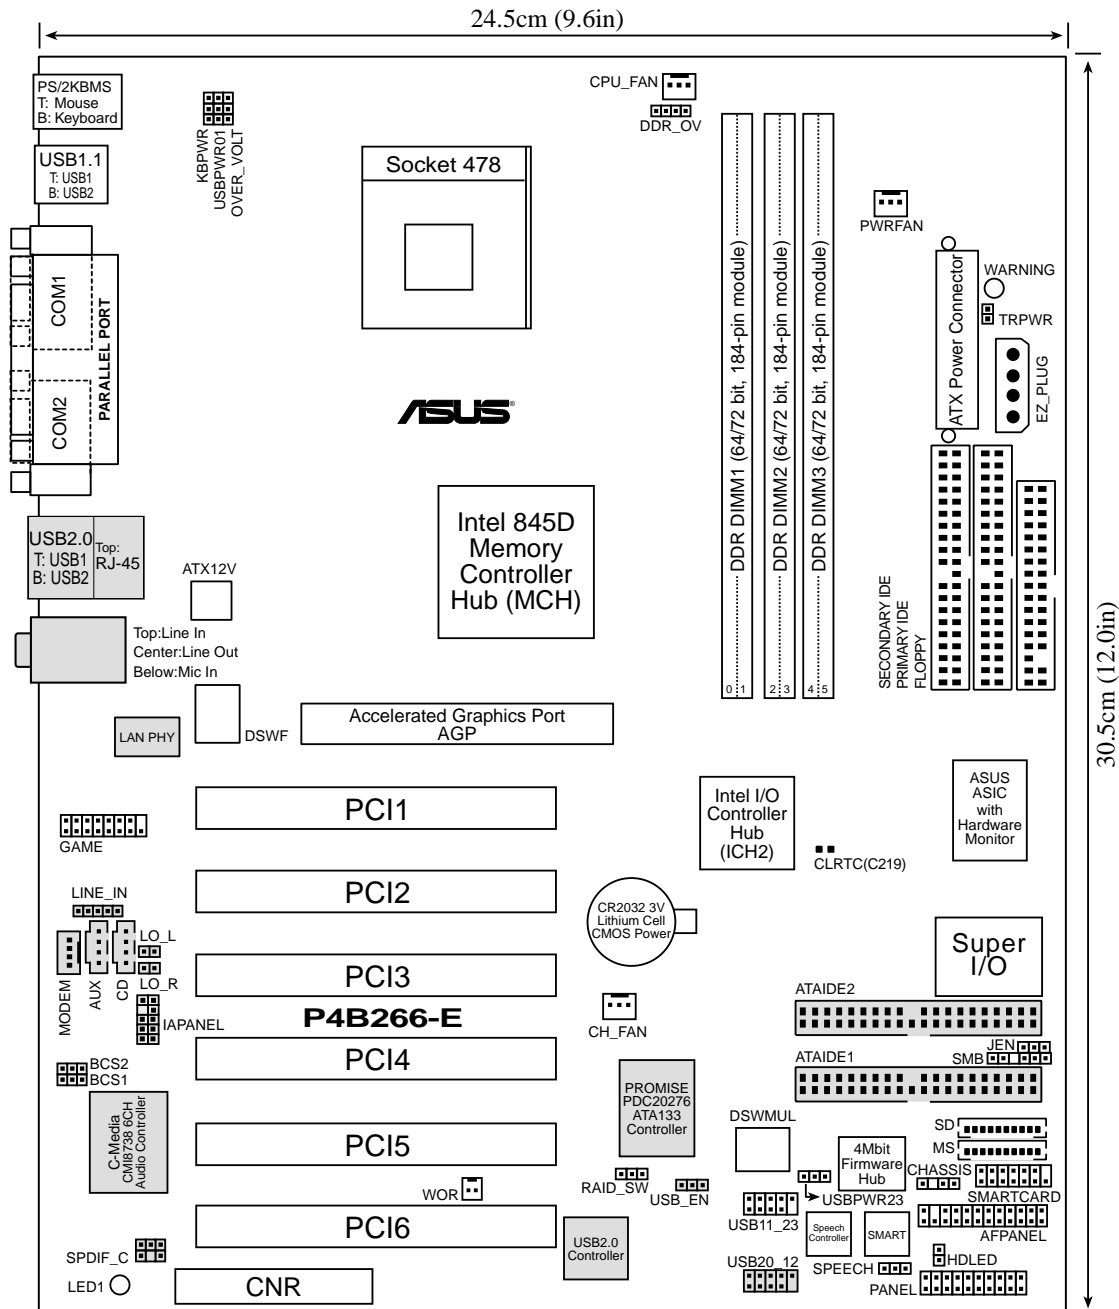 24.5cm (9.6in)
PS/2KBMS
T: Mouse
B: Keyboard
USB1.1
T: USB1
B: USB2
KBPWR
USBPWR01
OVER_VOLT
CPU_FAN
DDR_OV
Socket 478
PWRFAN
WARNING
TRPWR
ATX Power Connector
EZ_PLUG
COM1
COM2
PARALLEL PORT
ASUS®
DDR DIMM1 (64/72 bit, 184-pin module)
DDR DIMM2 (64/72 bit, 184-pin module)
DDR DIMM3 (64/72 bit, 184-pin module)
0 1
2 3
4 5
Intel 845D
Memory
Controller
Hub (MCH)
USB2.0
T: USB1
B: USB2
Top:
RJ-45
ATX12V
Top:Line In
Center:Line Out
Below:Mic In
SECONDARY IDE
PRIMARY IDE
FLOPPY
30.5cm (12.0in)
LAN PHY
DSWF
Accelerated Graphics Port
AGP
PCI1
Intel I/O
Controller
Hub
(ICH2)
ASUS
ASIC
with
Hardware
Monitor
GAME
CLRTC(C219)
PCI2
LINE_IN
CR2032 3V
Lithium Cell
CMOS Power
Super
I/O
MODEM
AUX
CD
LO_L
LO_R
PCI3
IAPANEL
P4B266-E
CH_FAN
ATAIDE2
JEN
SMB
ATAIDE1
BCS2
BCS1
PCI4
PROMISE
PDC20276
ATA133
Controller
C-Media
CMI8738 6CH
Audio Controller
PCI5
DSWMUL
SD
MS
4Mbit
Firmware
Hub
CHASSIS
SMARTCARD
WOR
RAID_SW
USB_EN
USBPWR23
USB11_23
PCI6
AFPANEL
Speech
Controller
SMART
USB2.0
Controller
SPDIF_C
USB20_12
SPEECH
HDLED
PANEL
LED1
CNR